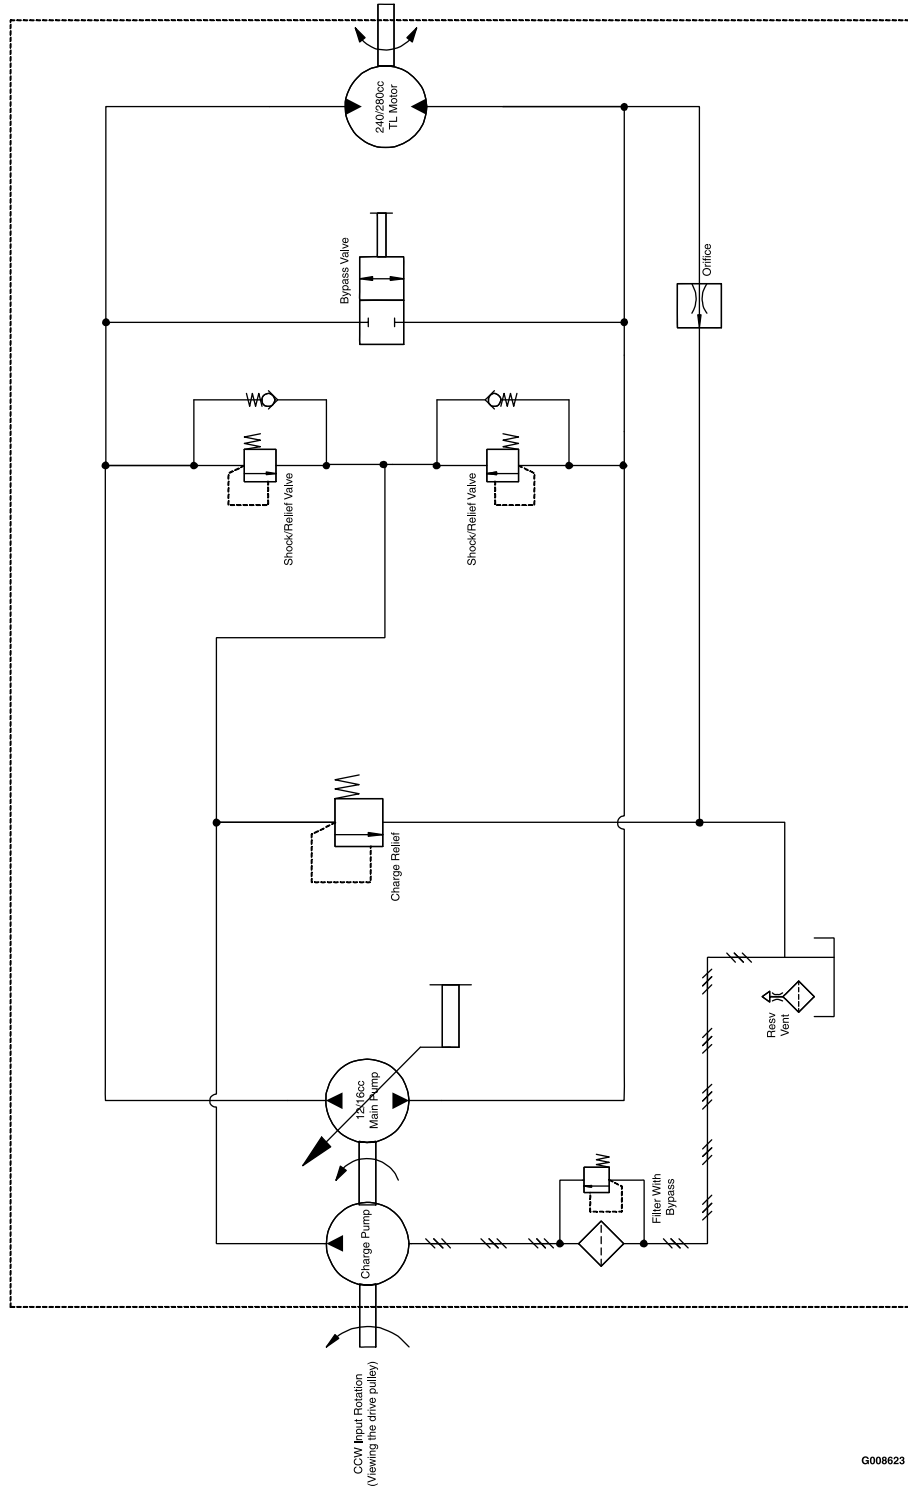 240/280cc
TL Motor
Bypass Valve
Orifice
Shock/Relief Valve
Shock/Relief Valve
Charge Relief
Resv
Vent
12/16cc
Main Pump
Filter With
Bypass
Charge Pump
CCW Input Rotation
(Viewing the drive pulley)
G008623